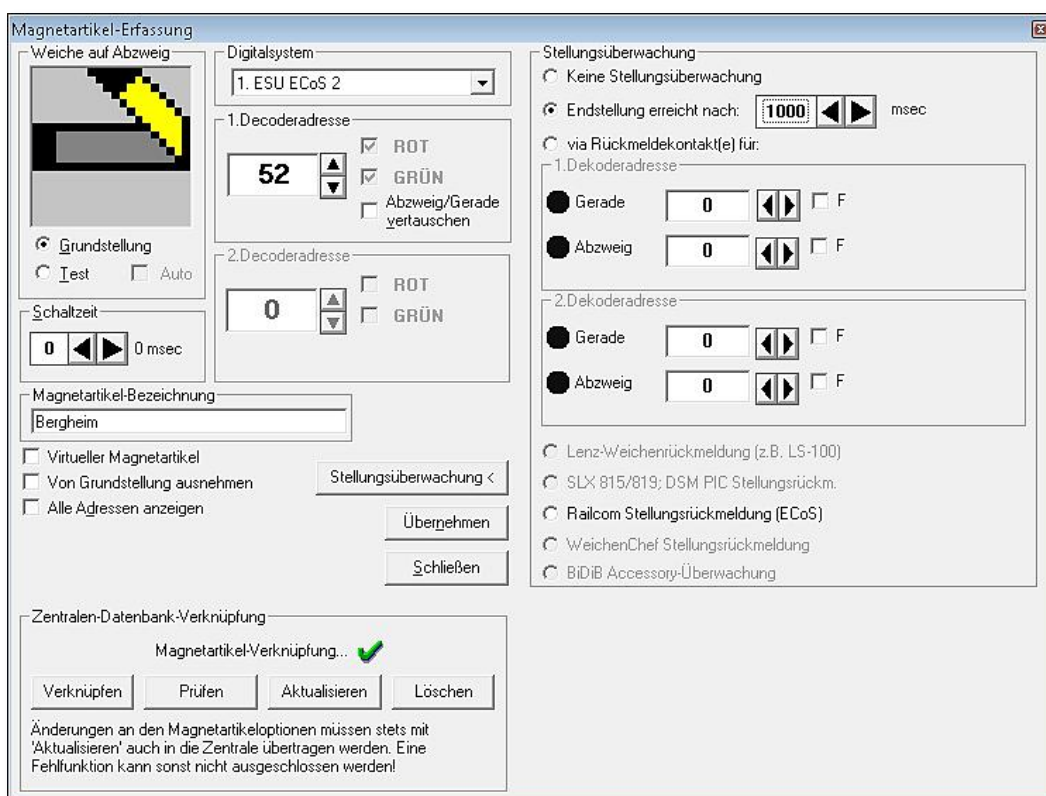 Magnetartikel-Erfassung
Weiche auf Abzweig
Grundstellung
Test Auto
Schaltzeit
0 0 msec
Digitalsystem
1. ESU ECoS 2
1.Decoderadresse
52
ROT
GRÜN
Abzweig/Gerade
vertauschen
2.Decoderadresse
0
ROT
GRÜN
Magnetartikel-Bezeichnung
Bergheim
Virtueller Magnetartikel
Von Grundstellung ausnehmen
Alle Adressen anzeigen
Stellungsüberwachung <
Übernehmen
Schließen
Zentralen-Datenbank-Verknüpfung
Magnetartikel-Verknüpfung...
Verknüpfen Prüfen Aktualisieren Löschen
Änderungen an den Magnetartikeloptionen müssen stets mit
'Aktualisieren' auch in die Zentrale übertragen werden. Eine
Fehlfunktion kann sonst nicht ausgeschlossen werden!
Stellungsüberwachung
Keine Stellungsüberwachung
Endstellung erreicht nach: 1000 msec
via Rückmeldekontakt(e) für:
1.Dekoderadresse
Gerade 0 F
Abzweig 0 F
2.Dekoderadresse
Gerade 0 F
Abzweig 0 F
Lenz-Weichenrückmeldung (z.B. LS-100)
SLX 815/819; DSM PIC Stellungsrückm.
Railcom Stellungsrückmeldung (ECoS)
WeichenChef Stellungsrückmeldung
BiDiB Accessory-Überwachung